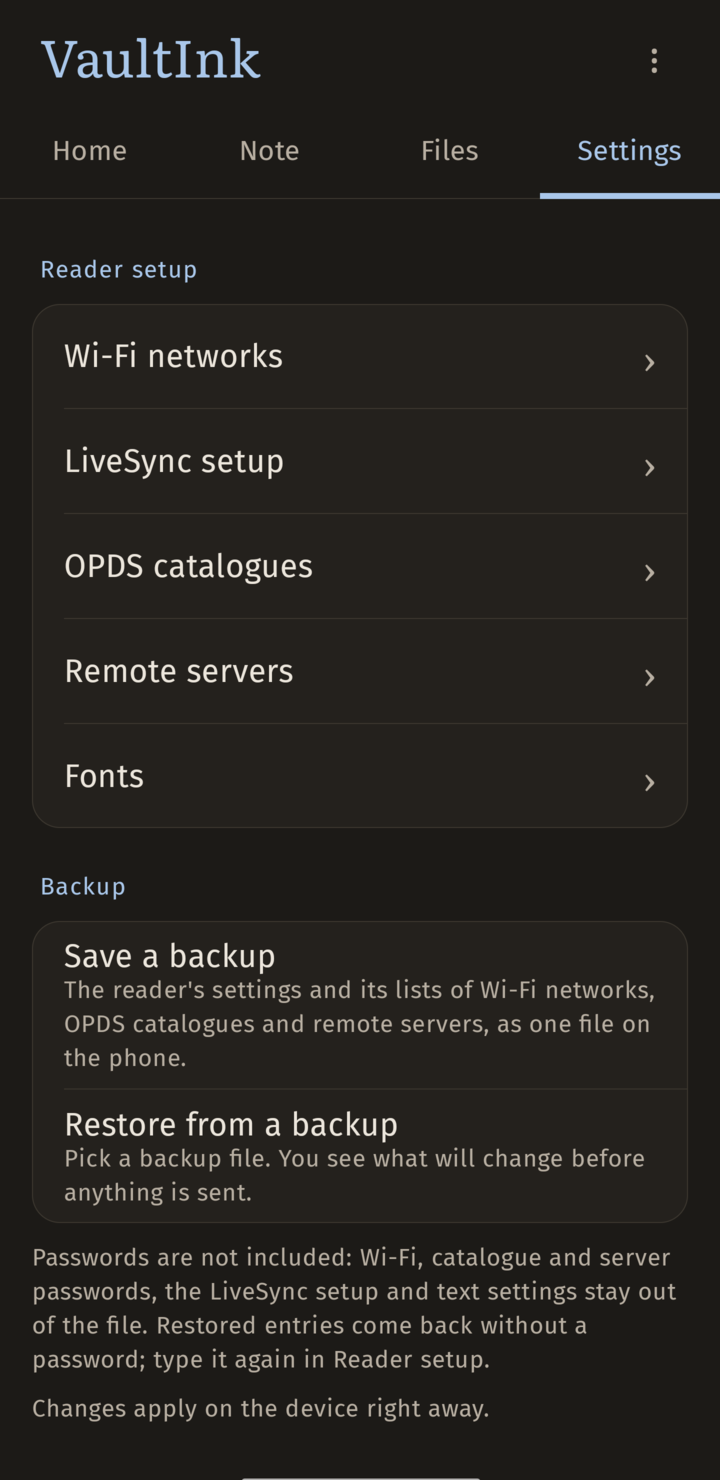 VaultInk
Home
Note
Files
Settings
Reader setup
Wi-Fi networks
LiveSync setup
OPDS catalogues
Remote servers
Fonts
Backup
Save a backup
The reader's settings and its lists of Wi-Fi networks,
OPDS catalogues and remote servers, as one file on
the phone.
Restore from a backup
Pick a backup file. You see what will change before
anything is sent.
Passwords are not included: Wi-Fi, catalogue and server
passwords, the LiveSync setup and text settings stay out
of the file. Restored entries come back without a
password; type it again in Reader setup.
Changes apply on the device right away.